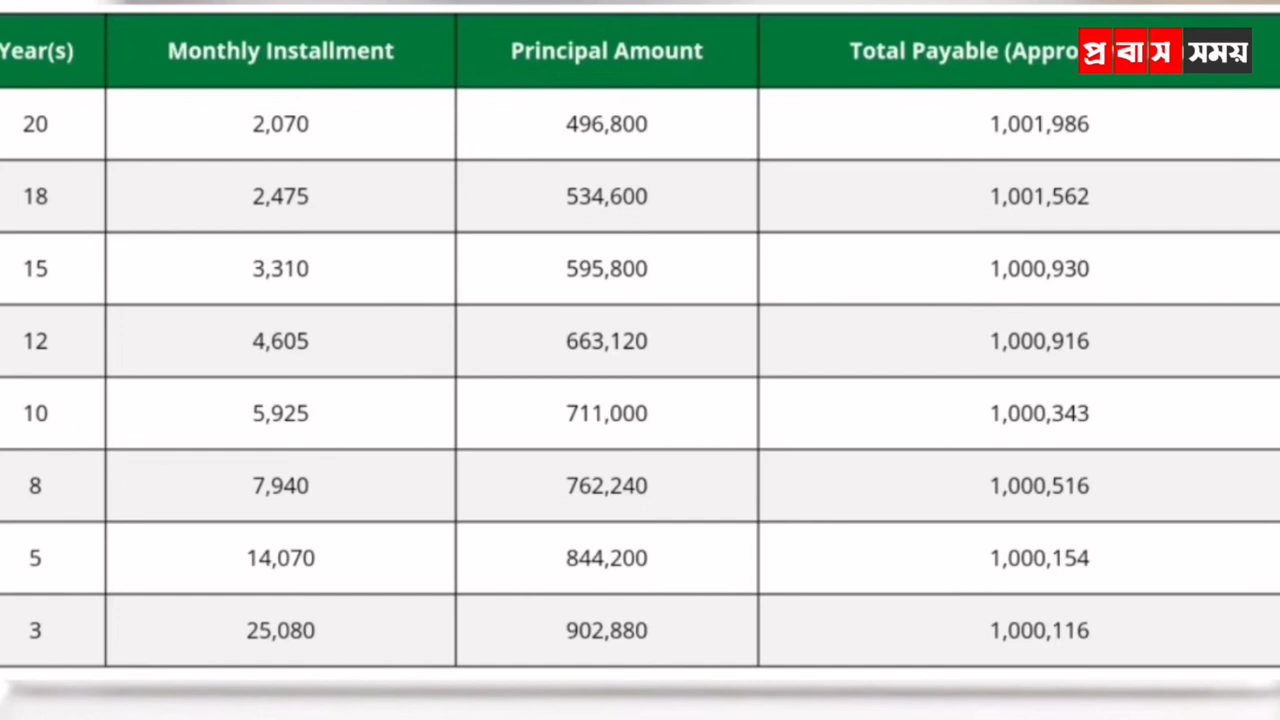 Year(s) Monthly Installment Principal Amount Total Payable (Appro
প্রবাস সময়
20 2,070 496,800 1,001,986
18 2,475 534,600 1,001,562
15 3,310 595,800 1,000,930
12 4,605 663,120 1,000,916
10 5,925 711,000 1,000,343
8 7,940 762,240 1,000,516
5 14,070 844,200 1,000,154
3 25,080 902,880 1,000,116